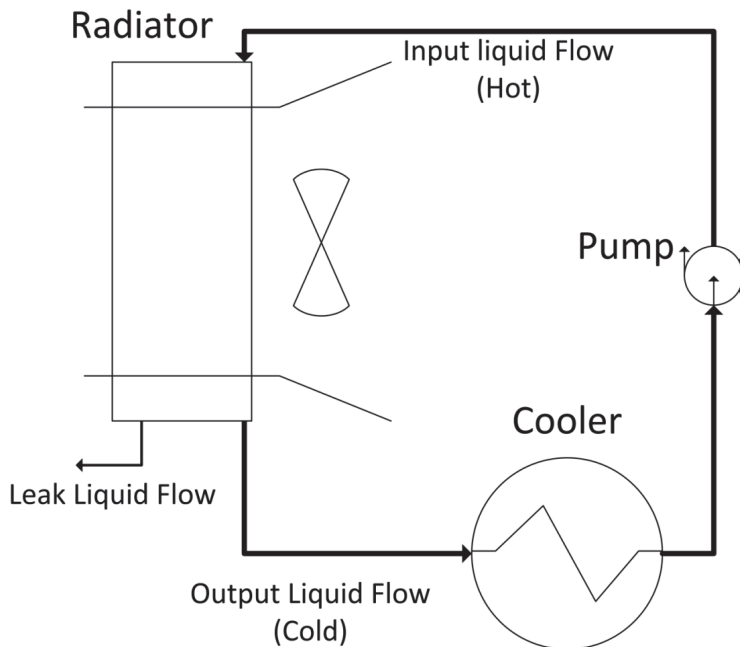 Radiator
Input liquid Flow
(Hot)
Pump
Cooler
Leak Liquid Flow
Output Liquid Flow
(Cold)